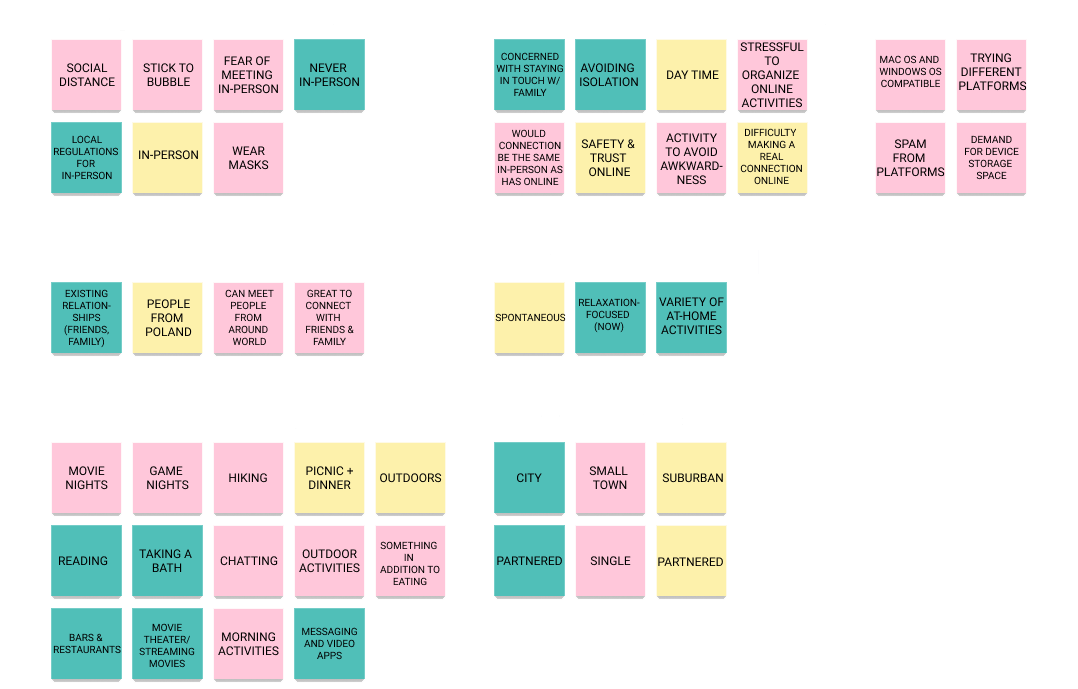 SOCIAL
DISTANCE
STICK TO
BUBBLE
FEAR OF
MEETING
IN-PERSON
NEVER
IN-PERSON
LOCAL
REGULATIONS
FOR
IN-PERSON
IN-PERSON
WEAR
MASKS
CONCERNED
WITH STAYING
IN TOUCH W/
FAMILY
AVOIDING
ISOLATION
DAY TIME
STRESSFUL
TO
ORGANIZE
ONLINE
ACTIVITIES
WOULD
CONNECTION
BE THE SAME
IN-PERSON AS
HAS ONLINE
SAFETY &
TRUST
ONLINE
ACTIVITY
TO AVOID
AWKWARD-
NESS
DIFFICULTY
MAKING A
REAL
CONNECTION
ONLINE
MAC OS AND
WINDOWS OS
COMPATIBLE
TRYING
DIFFERENT
PLATFORMS
SPAM
FROM
PLATFORMS
DEMAND
FOR DEVICE
STORAGE
SPACE
EXISTING
RELATION-
SHIPS
(FRIENDS,
FAMILY)
PEOPLE
FROM
POLAND
CAN MEET
PEOPLE
FROM
AROUND
WORLD
GREAT TO
CONNECT
WITH
FRIENDS &
FAMILY
SPONTANEOUS
RELAXATION-
FOCUSED
(NOW)
VARIETY OF
AT-HOME
ACTIVITIES
MOVIE
NIGHTS
GAME
NIGHTS
HIKING
PICNIC +
DINNER
OUTDOORS
READING
TAKING A
BATH
CHATTING
OUTDOOR
ACTIVITIES
SOMETHING
IN
ADDITION TO
EATING
BARS &
RESTAURANTS
MOVIE
THEATER/
STREAMING
MOVIES
MORNING
ACTIVITIES
MESSAGING
AND VIDEO
APPS
CITY
SMALL
TOWN
SUBURBAN
PARTNERED
SINGLE
PARTNERED